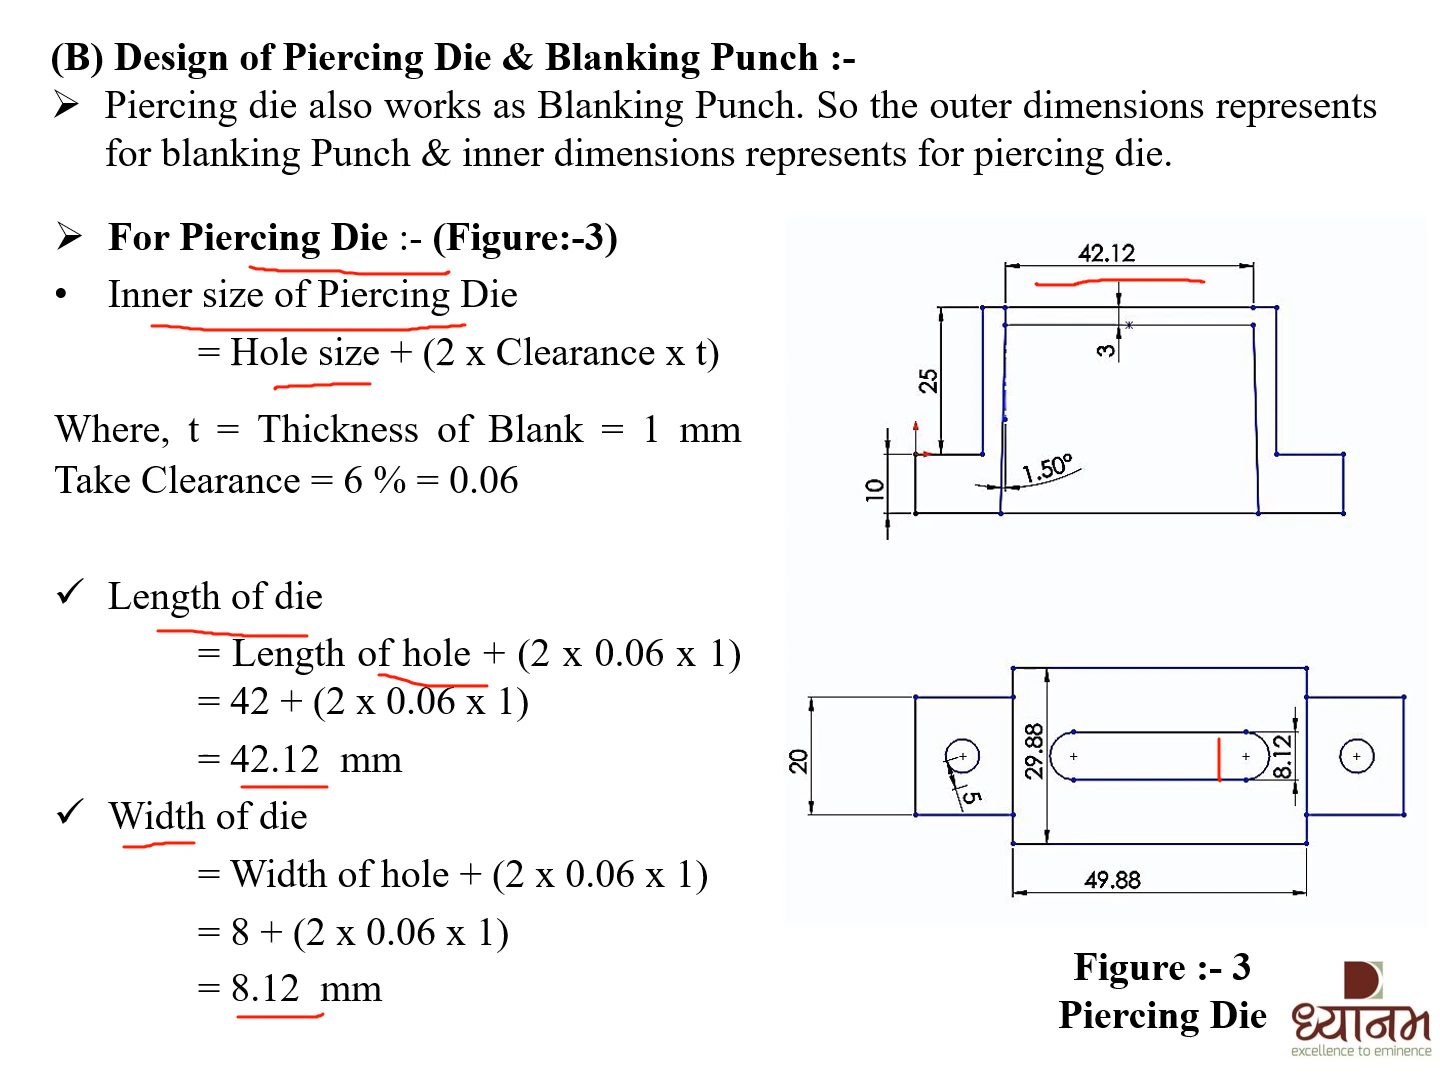 (B) Design of Piercing Die & Blanking Punch :-
➢ Piercing die also works as Blanking Punch. So the outer dimensions represents
for blanking Punch & inner dimensions represents for piercing die.
➢ For Piercing Die :- (Figure:-3)
• Inner size of Piercing Die
= Hole size + (2 x Clearance x t)
Where, t = Thickness of Blank = 1 mm
Take Clearance = 6 % = 0.06
✓ Length of die
= Length of hole + (2 x 0.06 x 1)
= 42 + (2 x 0.06 x 1)
= 42.12 mm
✓ Width of die
= Width of hole + (2 x 0.06 x 1)
= 8 + (2 x 0.06 x 1)
= 8.12 mm
42.12
3
25
1.50°
10
20
5
29.88
8.12
49.88
Figure :- 3
Piercing Die
ध्यानम
excellence to eminence